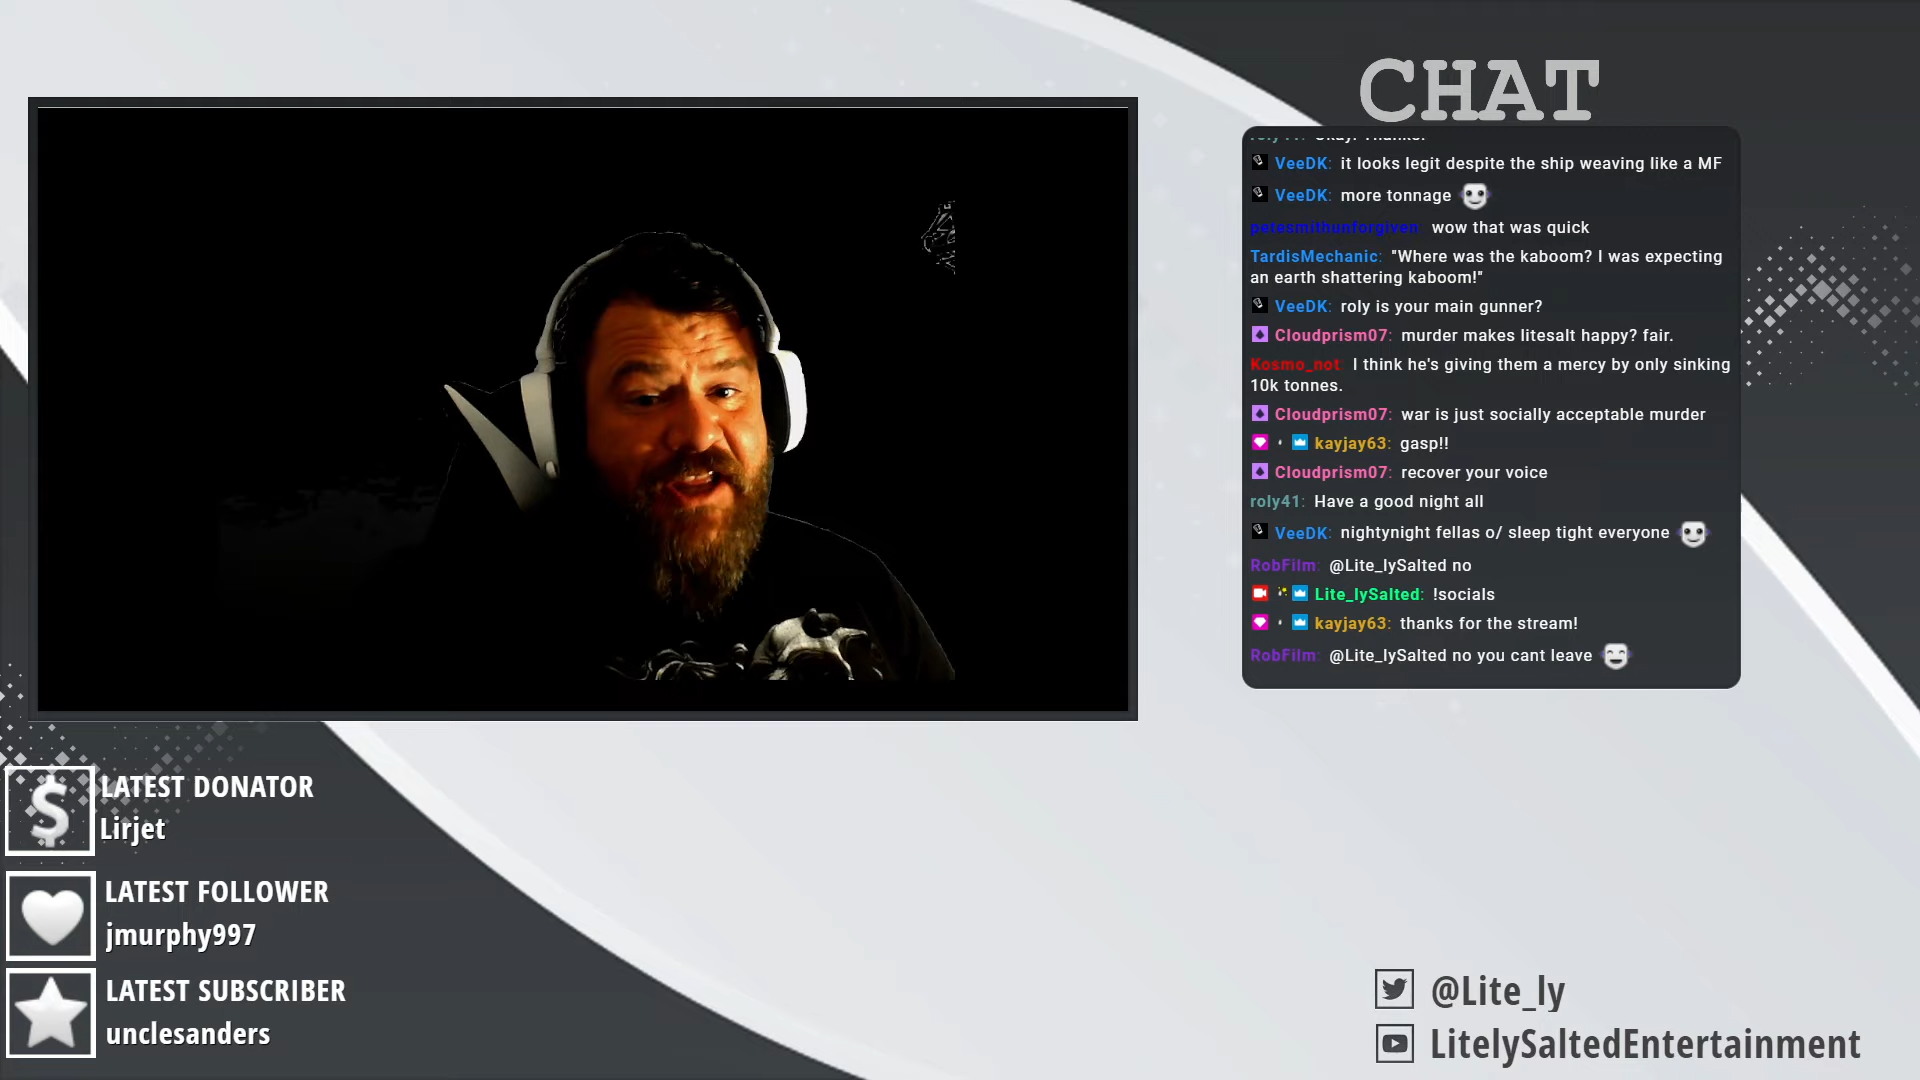 CHAT
VeeDK: it looks legit despite the ship weaving like a MF
VeeDK: more tonnage
petesmithunforgiven: wow that was quick
TardisMechanic: "Where was the kaboom? I was expecting
an earth shattering kaboom!"
VeeDK: roly is your main gunner?
Cloudprism07: murder makes litesalt happy? fair.
Kosmo_not: I think he's giving them a mercy by only sinking
10k tonnes.
Cloudprism07: war is just socially acceptable murder
kayjay63: gasp!!
Cloudprism07: recover your voice
roly41: Have a good night all
VeeDK: nightynight fellas o/ sleep tight everyone
RobFilm: @Lite_lySalted no
Lite_lySalted: !socials
kayjay63: thanks for the stream!
RobFilm: @Lite_lySalted no you cant leave
LATEST DONATOR
Lirjet
LATEST FOLLOWER
jmurphy997
LATEST SUBSCRIBER
unclesanders
@Lite_ly
LitelySaltedEntertainment